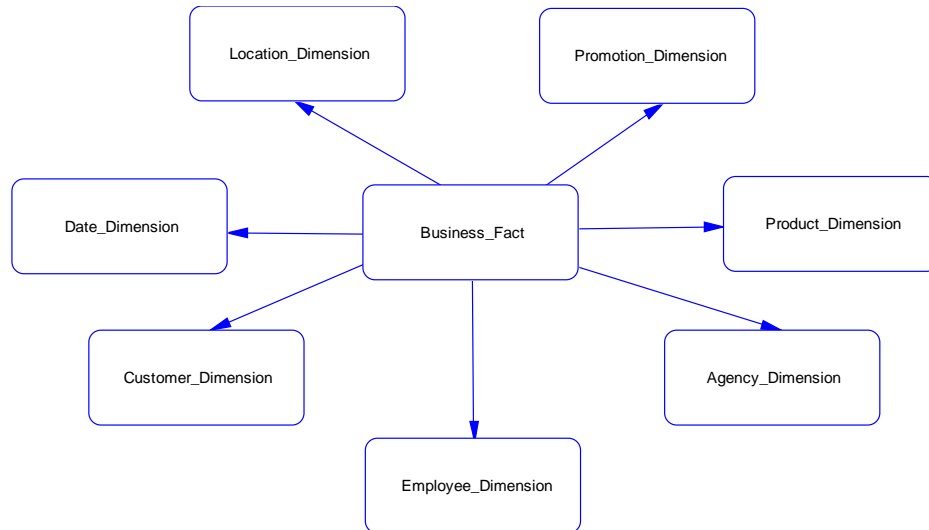 Location_Dimension
Promotion_Dimension
Date_Dimension
Business_Fact
Product_Dimension
Customer_Dimension
Agency_Dimension
Employee_Dimension